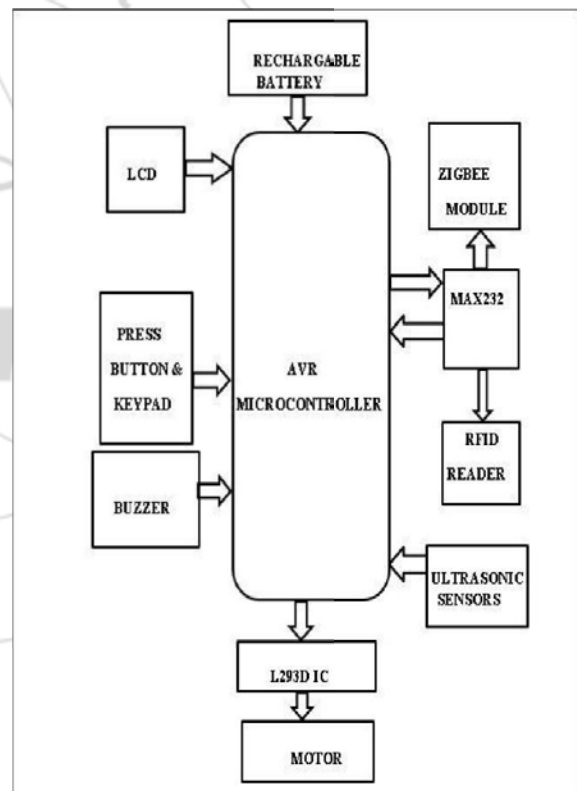 RECHARGABLE
BATTERY
LCD
ZIGBEE
MODULE
MAX232
PRESS
BUTTON &
KEYPAD
AVR
MICROCONTROLLER
RFID
READER
BUZZER
ULTRASONIC
SENSORS
L293D IC
MOTOR